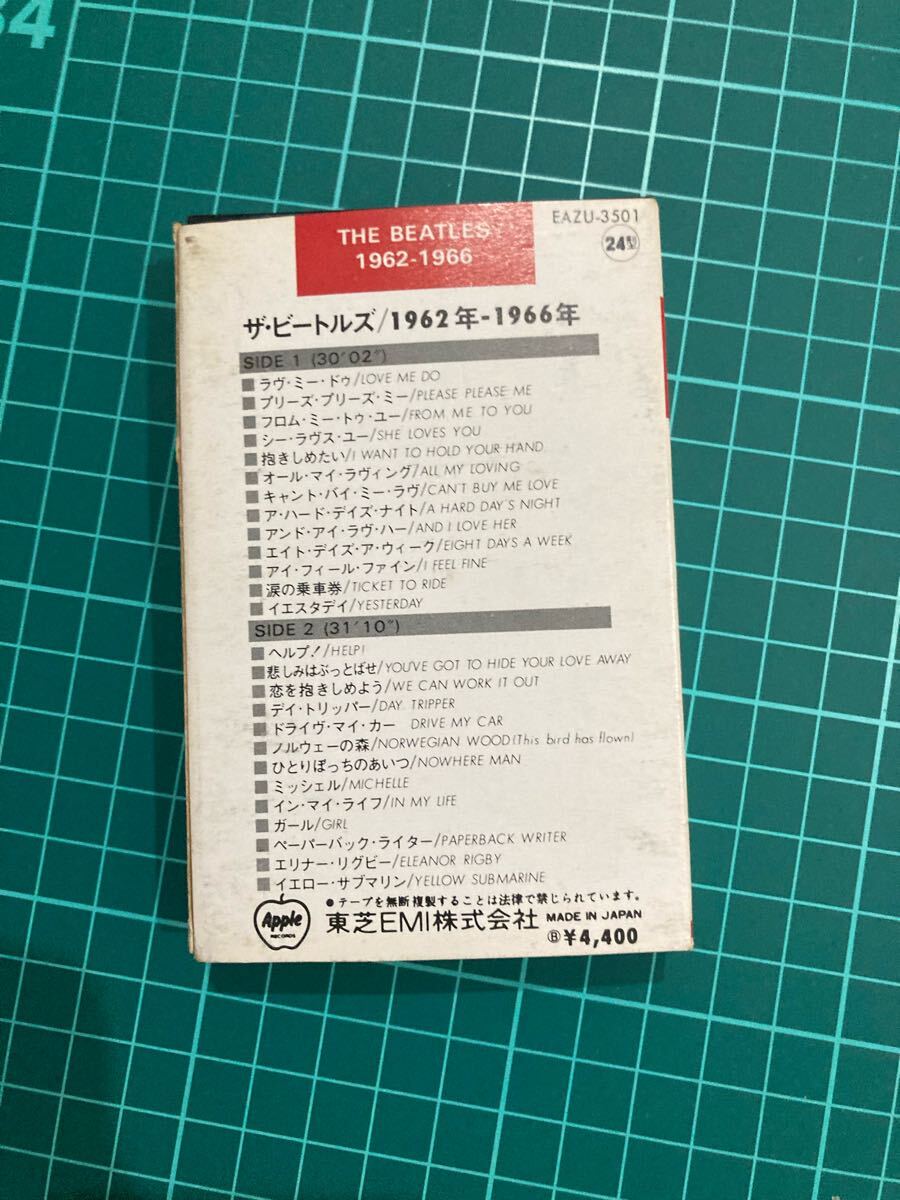 34
THE BEATLES
1962-1966
EAZU-3501
24型
ザ・ビートルズ/1962年-1966年
SIDE 1 (30′02″)
■ラヴ・ミー・ドゥ/LOVE ME DO
■プリーズ・プリーズ・ミー/PLEASE PLEASE ME
■フロム・ミー・トゥ・ユー/FROM ME TO YOU
■シー・ラヴス・ユー/SHE LOVES YOU
■抱きしめたい/I WANT TO HOLD YOUR HAND
■オール・マイ・ラヴィング/ALL MY LOVING
■キャント・バイ・ミー・ラヴ/CAN'T BUY ME LOVE
■ア・ハード・デイズ・ナイト/A HARD DAY'S NIGHT
■アンド・アイ・ラヴ・ハー/AND I LOVE HER
■エイト・デイズ・ア・ウィーク/EIGHT DAYS A WEEK
■アイ・フィール・ファイン/I FEEL FINE
■涙の乗車券/TICKET TO RIDE
■イエスタデイ/YESTERDAY
SIDE 2 (31′10″)
■ヘルプ!/HELP!
■悲しみはぶっとばせ/YOU'VE GOT TO HIDE YOUR LOVE AWAY
■恋を抱きしめよう/WE CAN WORK IT OUT
■デイ・トリッパー/DAY TRIPPER
■ドライヴ・マイ・カー DRIVE MY CAR
■ノルウェーの森/NORWEGIAN WOOD (This bird has flown)
■ひとりぼっちのあいつ/NOWHERE MAN
■ミッシェル/MICHELLE
■イン・マイ・ライフ/IN MY LIFE
■ガール/GIRL
■ペーパーバック・ライター/PAPERBACK WRITER
■エリナー・リグビー/ELEANOR RIGBY
■イエロー・サブマリン/YELLOW SUBMARINE
●テープを無断複製することは法律で禁じられています。
Apple
RECORDS
東芝EMI株式会社 MADE IN JAPAN
Ⓑ¥4,400